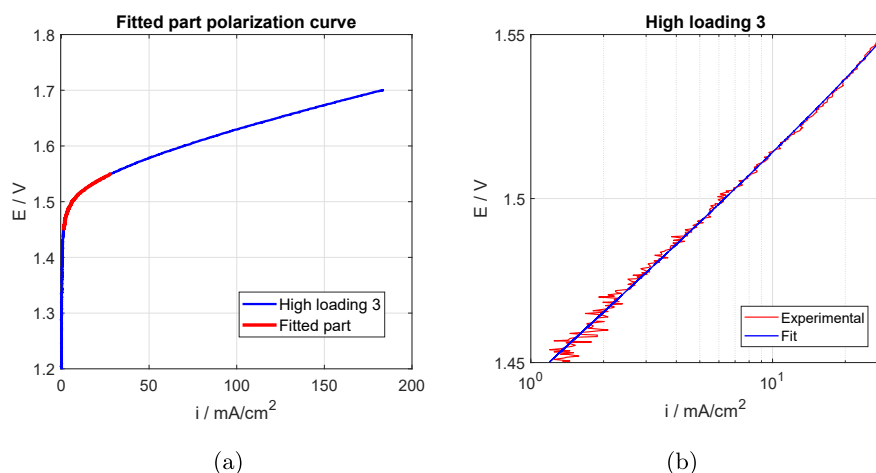 Fitted part polarization curve
1.8
1.7
1.6
1.5
1.4
1.3
1.2
E / V
0
50
100
150
200
i / mA/cm²
High loading 3
Fitted part
(a)
High loading 3
1.55
1.5
1.45
E / V
10⁰
10¹
i / mA/cm²
Experimental
Fit
(b)